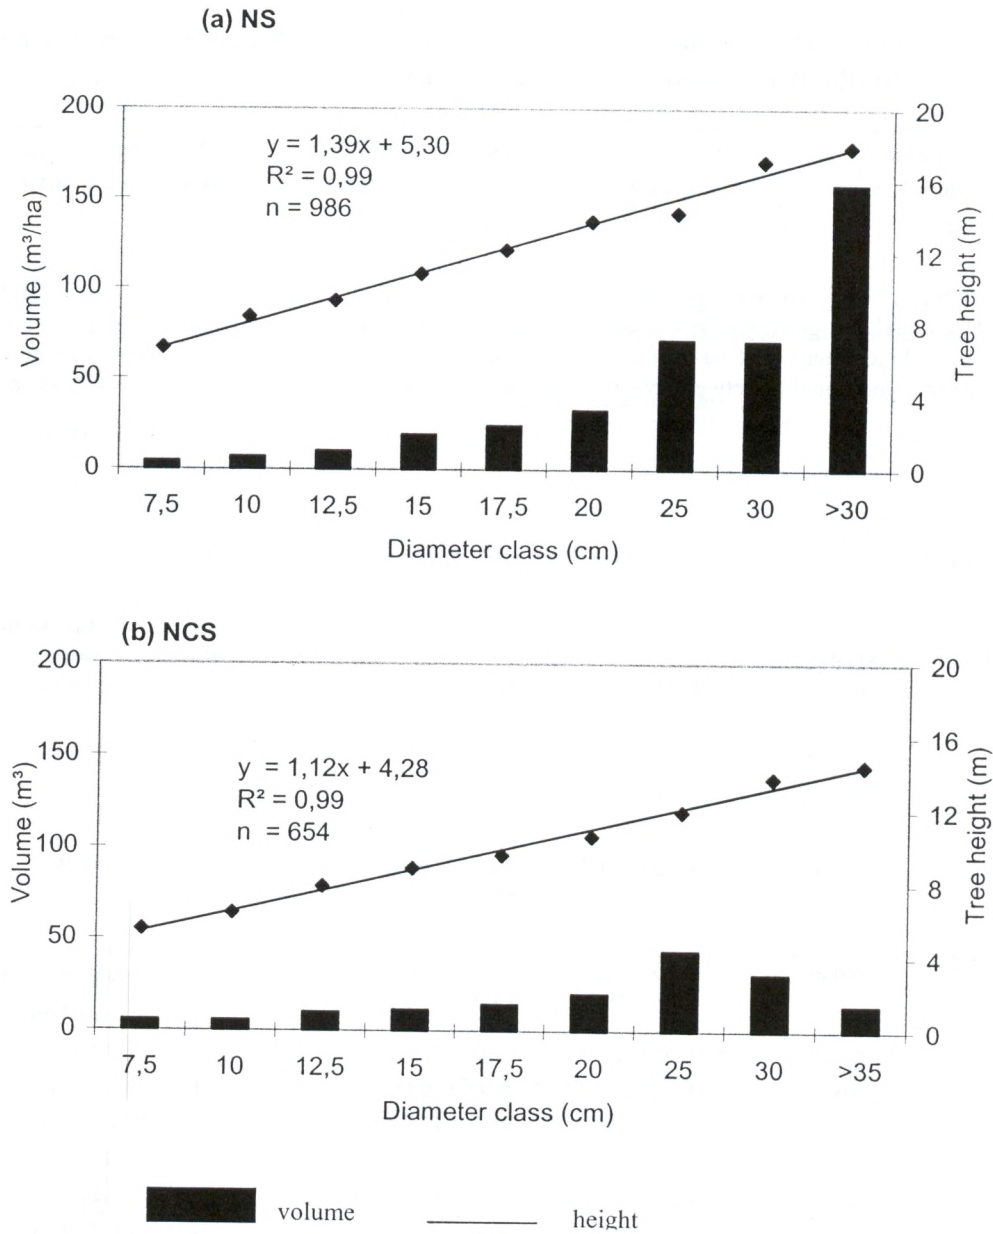 (a) NS
200
150
100
50
0
Volume (m³/ha)
y = 1,39x + 5,30
R² = 0,99
n = 986
20
16
12
8
4
0
Tree height (m)
7,5 10 12,5 15 17,5 20 25 30 >30
Diameter class (cm)
(b) NCS
200
150
100
50
0
Volume (m³)
y = 1,12x + 4,28
R² = 0,99
n = 654
20
16
12
8
4
0
Tree height (m)
7,5 10 12,5 15 17,5 20 25 30 >35
Diameter class (cm)
volume height